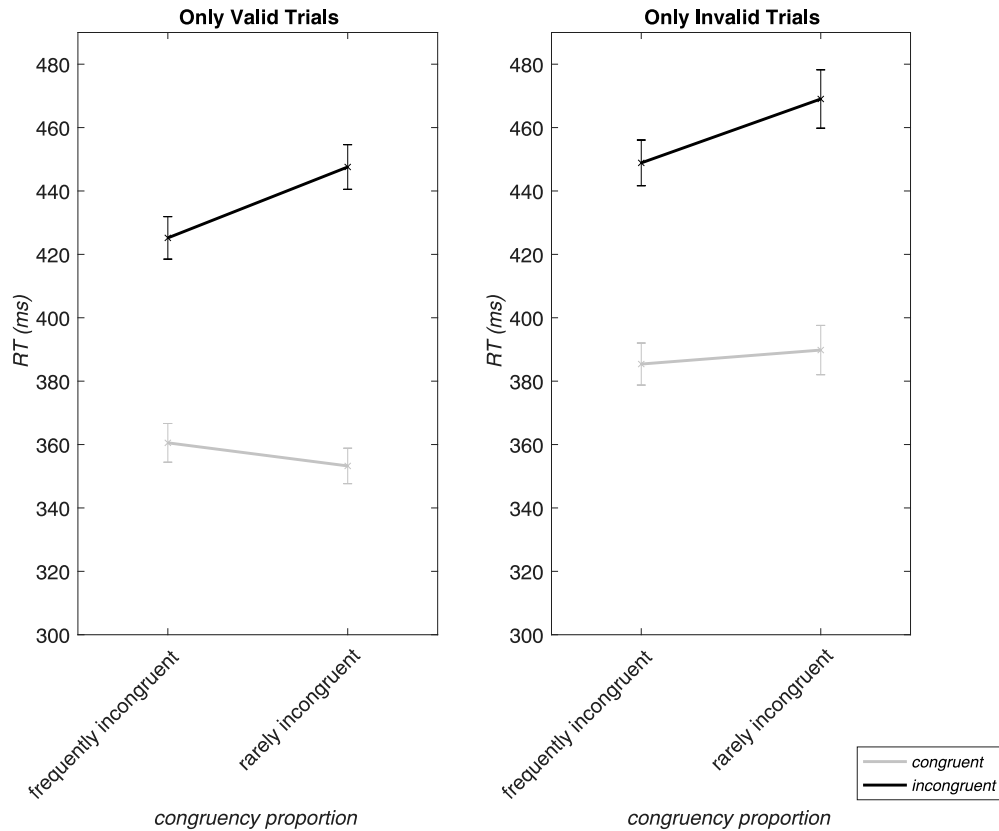 Only Valid Trials
480
460
440
420
400
380
360
340
320
300
RT (ms)
frequently incongruent
rarely incongruent
congruency proportion
Only Invalid Trials
480
460
440
420
400
380
360
340
320
300
RT (ms)
frequently incongruent
rarely incongruent
congruency proportion
congruent
incongruent